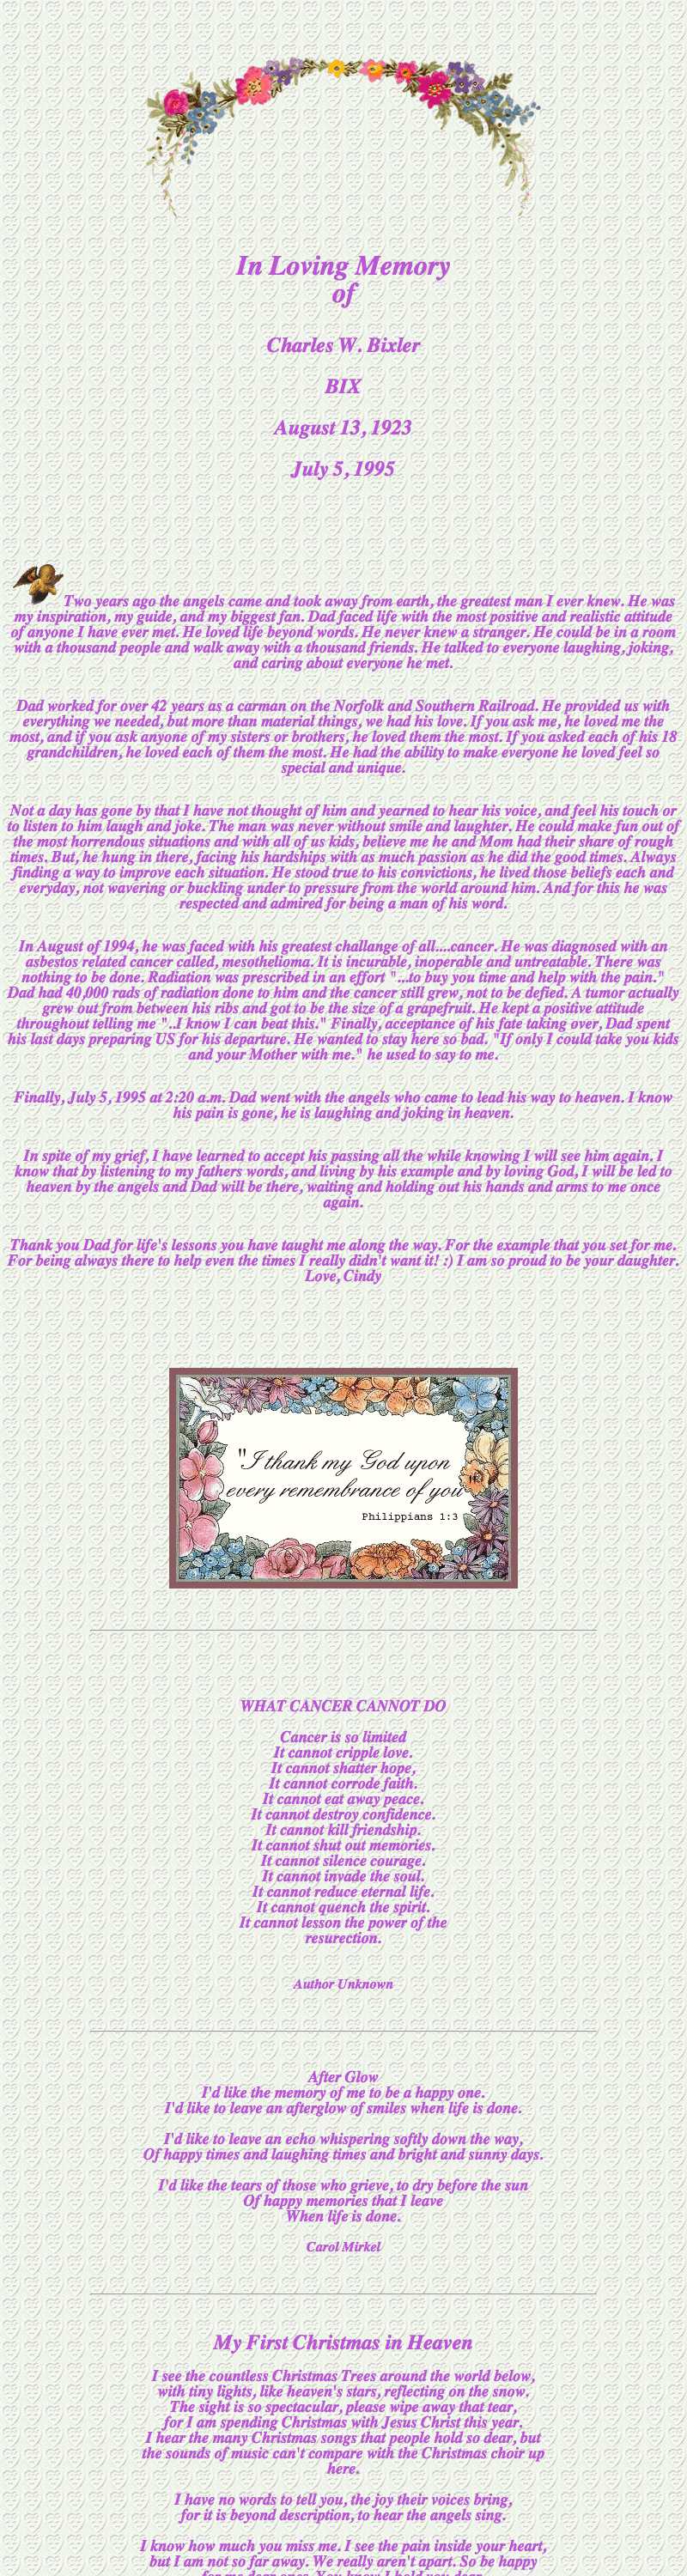 In Loving Memory
of
Charles W. Bixler
BIX
August 13, 1923
July 5, 1995
Two years ago the angels came and took away from earth, the greatest man I ever knew. He was
my inspiration, my guide, and my biggest fan. Dad faced life with the most positive and realistic attitude
of anyone I have ever met. He loved life beyond words. He never knew a stranger. He could be in a room
with a thousand people and walk away with a thousand friends. He talked to everyone laughing, joking,
and caring about everyone he met.
Dad worked for over 42 years as a carman on the Norfolk and Southern Railroad. He provided us with
everything we needed, but more than material things, we had his love. If you ask me, he loved me the
most, and if you ask anyone of my sisters or brothers, he loved them the most. If you asked each of his 18
grandchildren, he loved each of them the most. He had the ability to make everyone he loved feel so
special and unique.
Not a day has gone by that I have not thought of him and yearned to hear his voice, and feel his touch or
to listen to him laugh and joke. The man was never without smile and laughter. He could make fun out of
the most horrendous situations and with all of us kids, believe me he and Mom had their share of rough
times. But, he hung in there, facing his hardships with as much passion as he did the good times. Always
finding a way to improve each situation. He stood true to his convictions, he lived those beliefs each and
everyday, not wavering or buckling under to pressure from the world around him. And for this he was
respected and admired for being a man of his word.
In August of 1994, he was faced with his greatest challange of all....cancer. He was diagnosed with an
asbestos related cancer called, mesothelioma. It is incurable, inoperable and untreatable. There was
nothing to be done. Radiation was prescribed in an effort "...to buy you time and help with the pain."
Dad had 40,000 rads of radiation done to him and the cancer still grew, not to be defied. A tumor actually
grew out from between his ribs and got to be the size of a grapefruit. He kept a positive attitude
throughout telling me "..I know I can beat this." Finally, acceptance of his fate taking over, Dad spent
his last days preparing US for his departure. He wanted to stay here so bad. "If only I could take you kids
and your Mother with me." he used to say to me.
Finally, July 5, 1995 at 2:20 a.m. Dad went with the angels who came to lead his way to heaven. I know
his pain is gone, he is laughing and joking in heaven.
In spite of my grief, I have learned to accept his passing all the while knowing I will see him again. I
know that by listening to my fathers words, and living by his example and by loving God, I will be led to
heaven by the angels and Dad will be there, waiting and holding out his hands and arms to me once
again.
Thank you Dad for life's lessons you have taught me along the way. For the example that you set for me.
For being always there to help even the times I really didn't want it! :) I am so proud to be your daughter.
Love, Cindy
"I thank my God upon
every remembrance of you
Philippians 1:3
WHAT CANCER CANNOT DO
Cancer is so limited
It cannot cripple love.
It cannot shatter hope,
It cannot corrode faith.
It cannot eat away peace.
It cannot destroy confidence.
It cannot kill friendship.
It cannot shut out memories.
It cannot silence courage.
It cannot invade the soul.
It cannot reduce eternal life.
It cannot quench the spirit.
It cannot lesson the power of the
resurection.
Author Unknown
After Glow
I'd like the memory of me to be a happy one.
I'd like to leave an afterglow of smiles when life is done.
I'd like to leave an echo whispering softly down the way,
Of happy times and laughing times and bright and sunny days.
I'd like the tears of those who grieve, to dry before the sun
Of happy memories that I leave
When life is done.
Carol Mirkel
My First Christmas in Heaven
I see the countless Christmas Trees around the world below,
with tiny lights, like heaven's stars, reflecting on the snow.
The sight is so spectacular, please wipe away that tear,
for I am spending Christmas with Jesus Christ this year.
I hear the many Christmas songs that people hold so dear, but
the sounds of music can't compare with the Christmas choir up
here.
I have no words to tell you, the joy their voices bring,
for it is beyond description, to hear the angels sing.
I know how much you miss me. I see the pain inside your heart,
but I am not so far away. We really aren't apart. So be happy